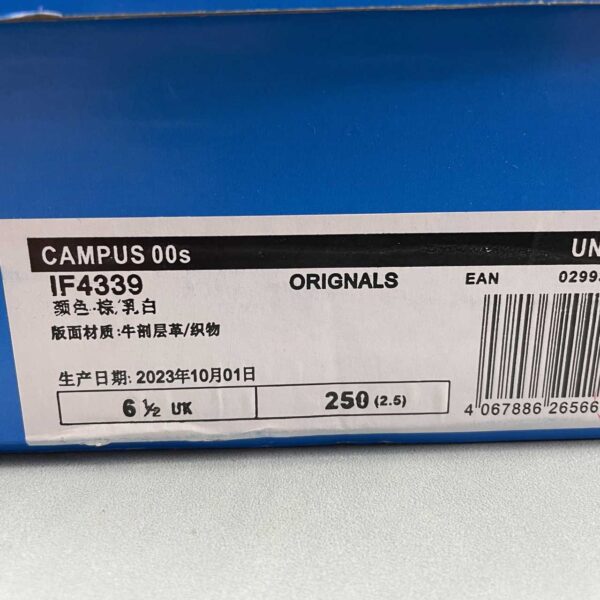 CAMPUS 00s UN
IF4339 ORIGNALS EAN 0299
颜色:棕/乳白
版面材质:牛剖层革/织物
生产日期: 2023年10月01日
6 ½ UK 250 (2.5)
4 067886 26566